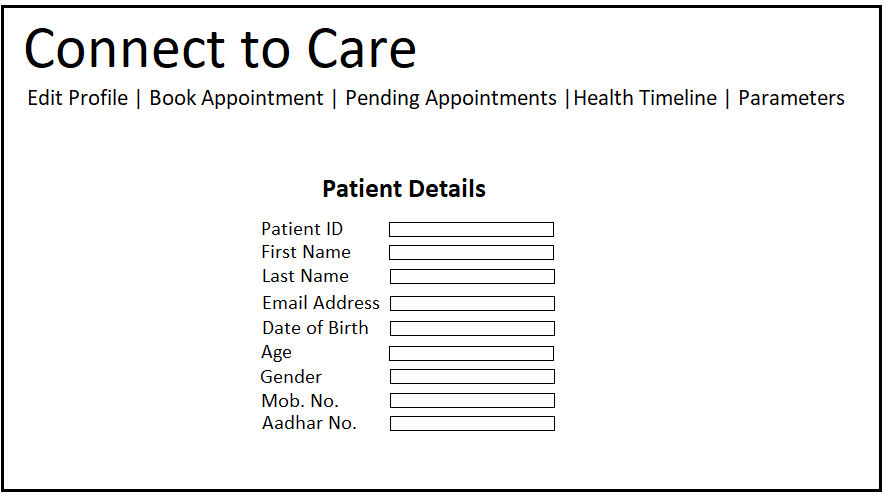 Connect to Care
Edit Profile | Book Appointment | Pending Appointments |Health Timeline | Parameters
Patient Details
Patient ID
First Name
Last Name
Email Address
Date of Birth
Age
Gender
Mob. No.
Aadhar No.